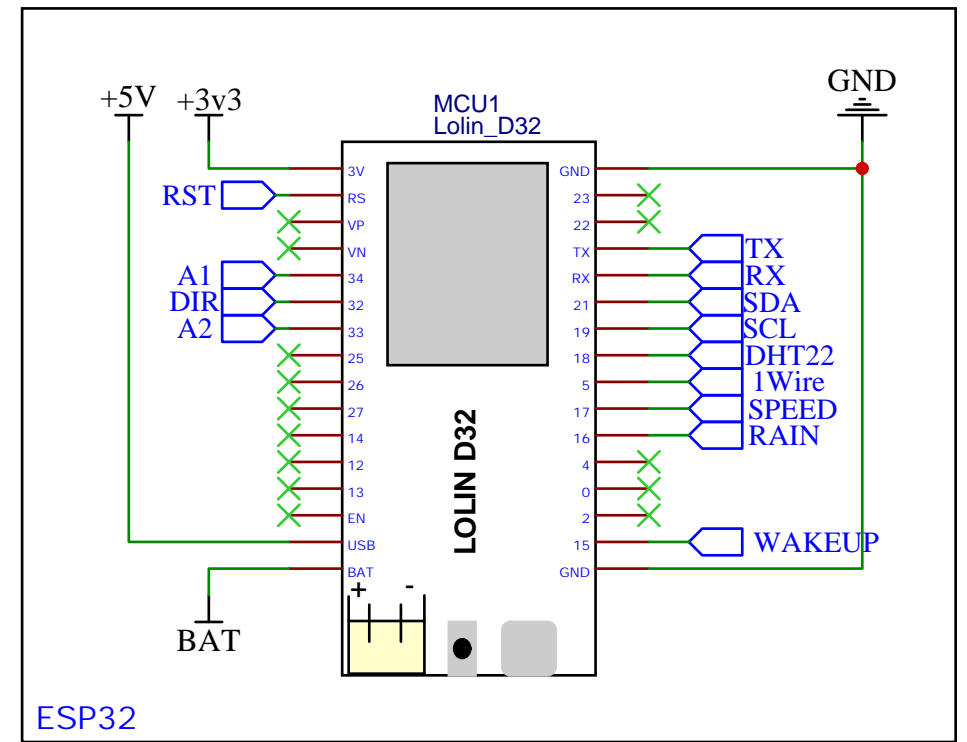 +5V
+3v3
MCU1
Lolin_D32
GND
3V
RS
VP
VN
34
32
33
25
26
27
14
12
13
EN
USB
BAT
RST
A1
DIR
A2
GND
23
22
TX
RX
21
19
18
5
17
16
4
0
2
15
GND
TX
RX
SDA
SCL
DHT22
1Wire
SPEED
RAIN
WAKEUP
LOLIN D32
+ -
BAT
ESP32